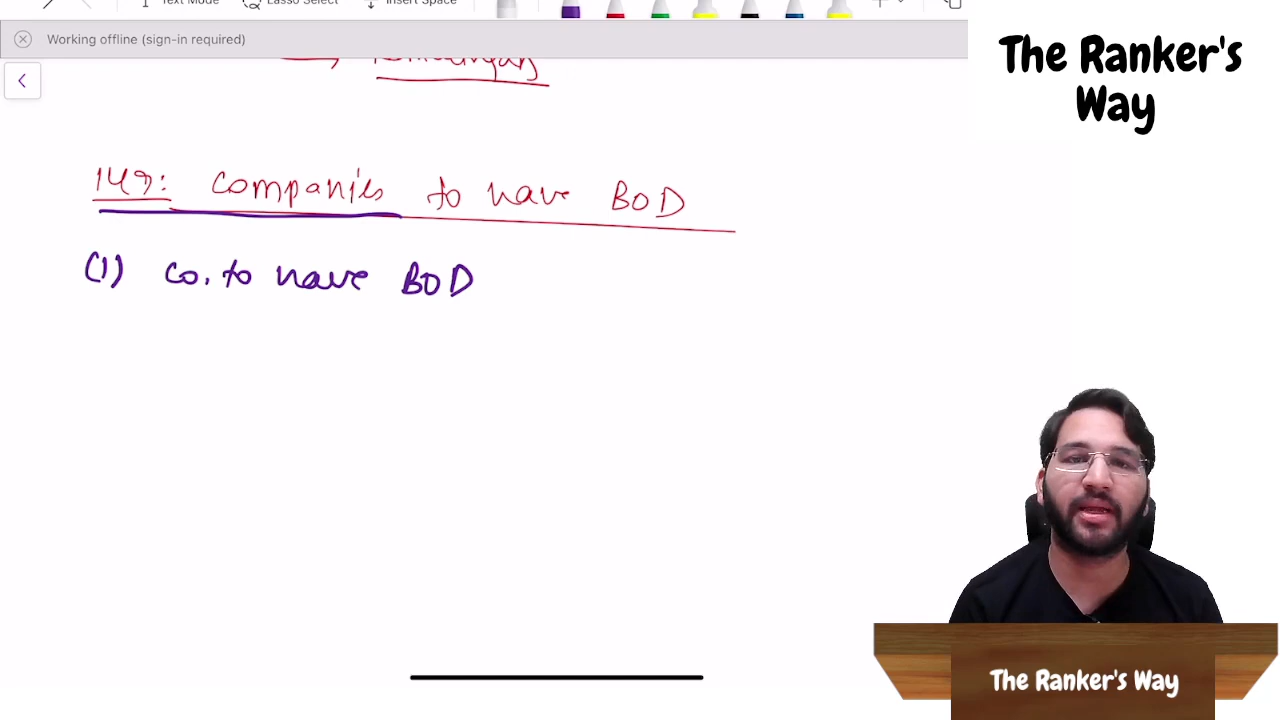 Text Mode Lasso Select Insert Space
Working offline (sign-in required)
The Ranker's
Way
149: Companies to have BOD
(1) Co. to have BOD
The Ranker's Way